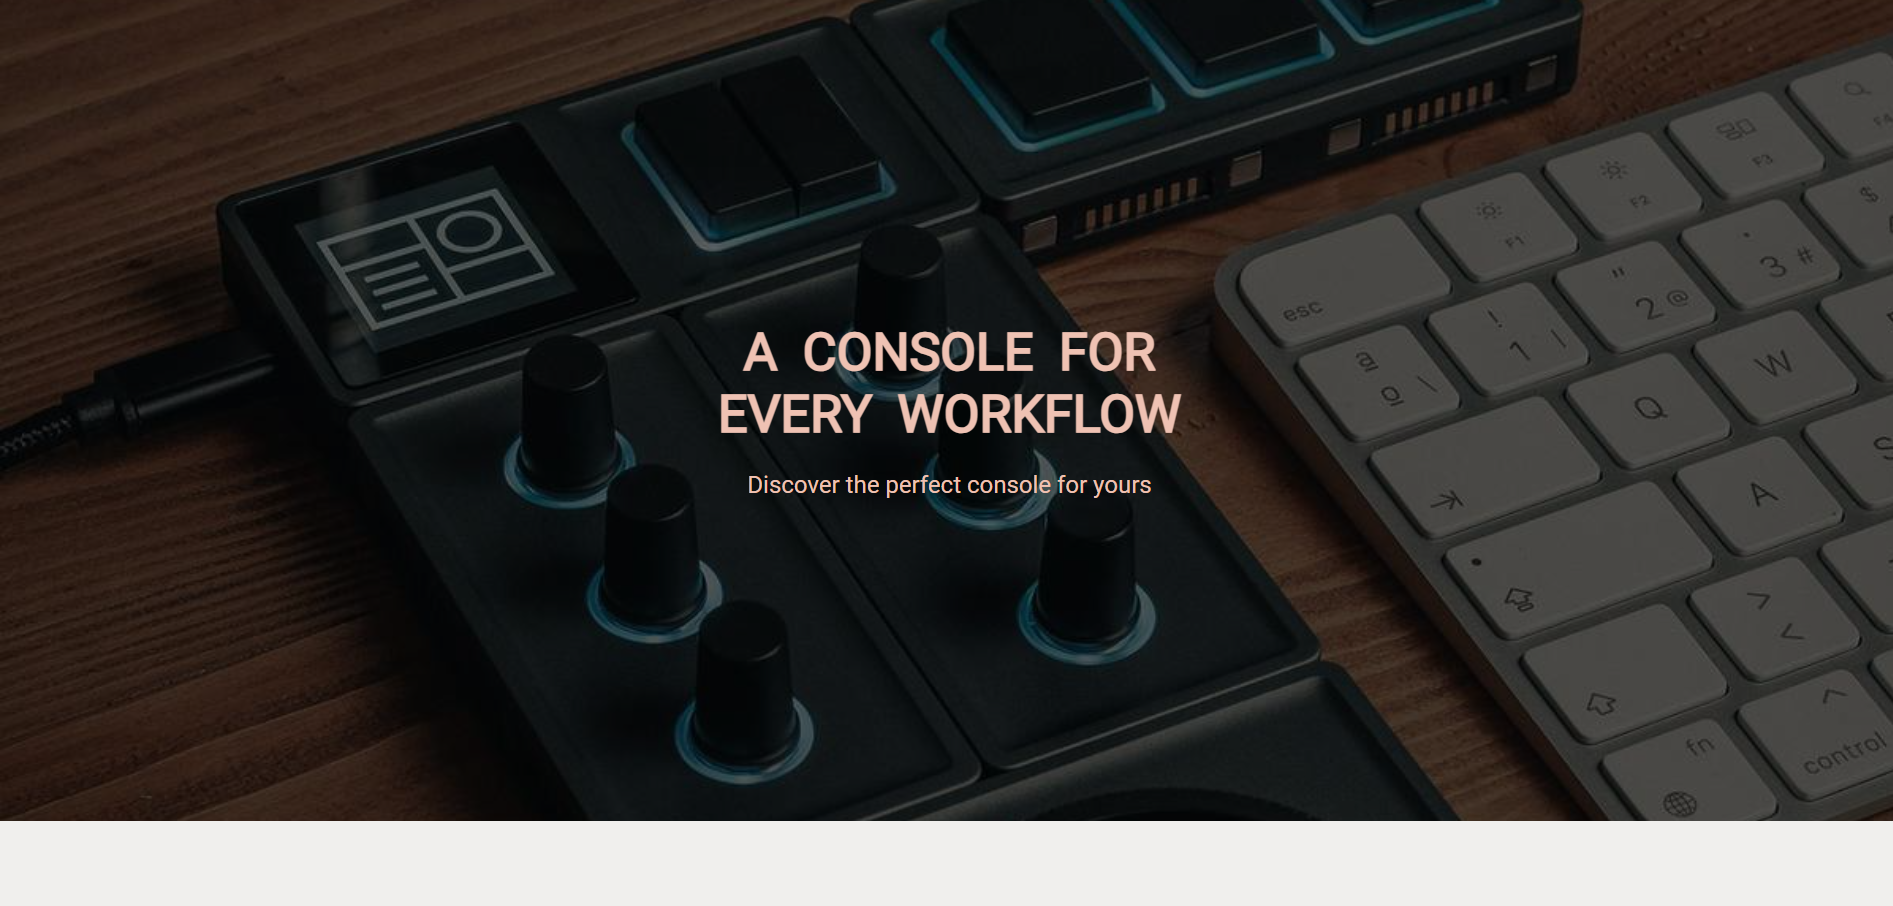 A CONSOLE FOR
EVERY WORKFLOW
Discover the perfect console for yours
esc
F1
F2
F3
F4
! 1 |
" 2 @
· 3 #
$
ª º \
Q
W
A
S
>
<
fn
^
control